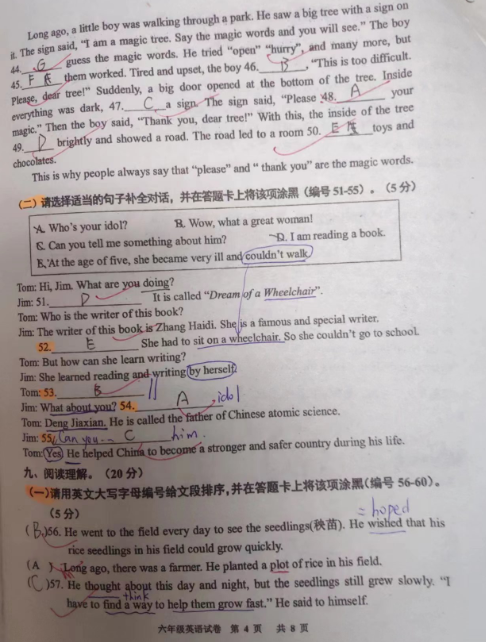 Long ago, a little boy was walking through a park. He saw a big tree with a sign on
it. The sign said, "I am a magic tree. Say the magic words and you will see." The boy
44. G guess the magic words. He tried "open" "hurry", and many more, but
45. F them worked. Tired and upset, the boy 46. B, "This is too difficult.
Please, dear tree!" Suddenly, a big door opened at the bottom of the tree. Inside
everything was dark, 47. C a sign. The sign said, "Please 48. A your
magic." Then the boy said, "Thank you, dear tree!" With this, the inside of the tree
49. D brightly and showed a road. The road led to a room 50. E toys and
chocolates.
This is why people always say that "please" and "thank you" are the magic words.
(二) 请选择适当的句子补全对话，并在答题卡上将该项涂黑（编号 51-55）。（5 分）
A. Who's your idol? B. Wow, what a great woman!
C. Can you tell me something about him? D. I am reading a book.
E. At the age of five, she became very ill and couldn't walk.
Tom: Hi, Jim. What are you doing?
Jim: 51. D It is called "Dream of a Wheelchair".
Tom: Who is the writer of this book?
Jim: The writer of this book is Zhang Haidi. She is a famous and special writer.
52. E She had to sit on a wheelchair. So she couldn't go to school.
Tom: But how can she learn writing?
Jim: She learned reading and writing by herself.
Tom: 53. B
Jim: What about you? 54. A idol
Tom: Deng Jiaxian. He is called the father of Chinese atomic science.
Jim: 55. Can you... C him.
Tom: Yes. He helped China to become a stronger and safer country during his life.
九、阅读理解。（20 分）
(一)请用英文大写字母编号给文段排序，并在答题卡上将该项涂黑（编号 56-60）。
（5 分）
= hoped
( B )56. He went to the field every day to see the seedlings(秧苗). He wished that his
rice seedlings in his field could grow quickly.
( A ) Long ago, there was a farmer. He planted a plot of rice in his field.
( C )57. He thought about this day and night, but the seedlings still grew slowly. "I
think
have to find a way to help them grow fast." He said to himself.
六年级英语试卷 第 4 页 共 8 页